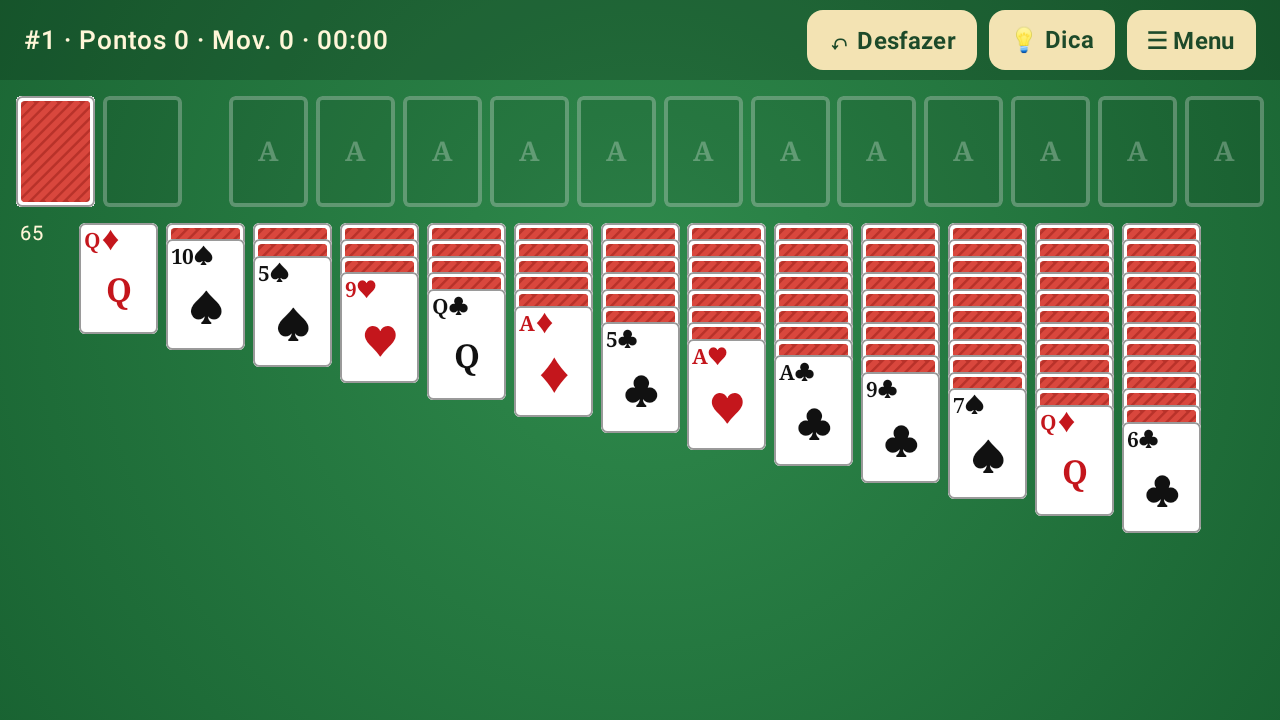 #1 · Pontos 0 · Mov. 0 · 00:00
⤺ Desfazer
💡 Dica
☰ Menu
A A A A A A A A A A A A
65
Q♦ Q
10♠
5♠
9♥
Q♣ Q
A♦
5♣
A♥
A♣
9♣
7♠
Q♦ Q
6♣